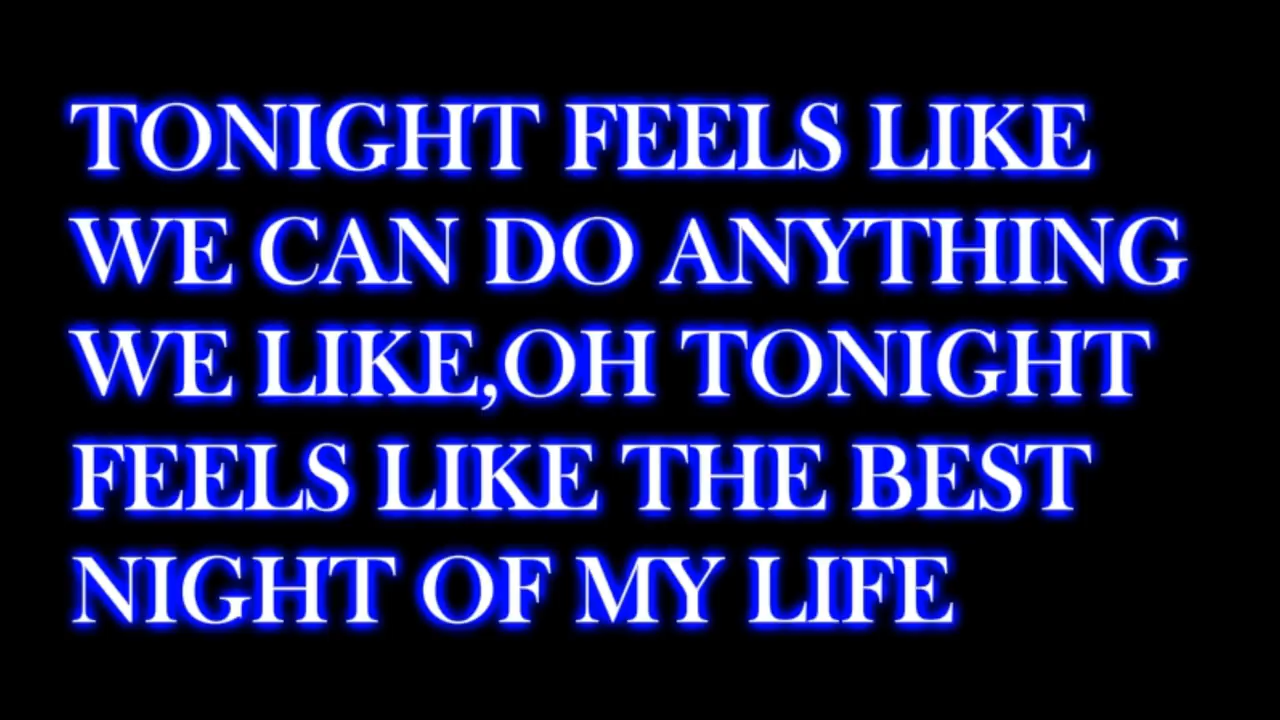 TONIGHT FEELS LIKE
WE CAN DO ANYTHING
WE LIKE,OH TONIGHT
FEELS LIKE THE BEST
NIGHT OF MY LIFE